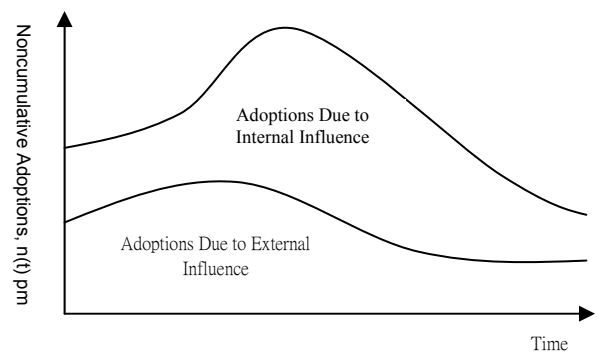 Noncumulative Adoptions, n(t) pm
Adoptions Due to
Internal Influence
Adoptions Due to External
Influence
Time